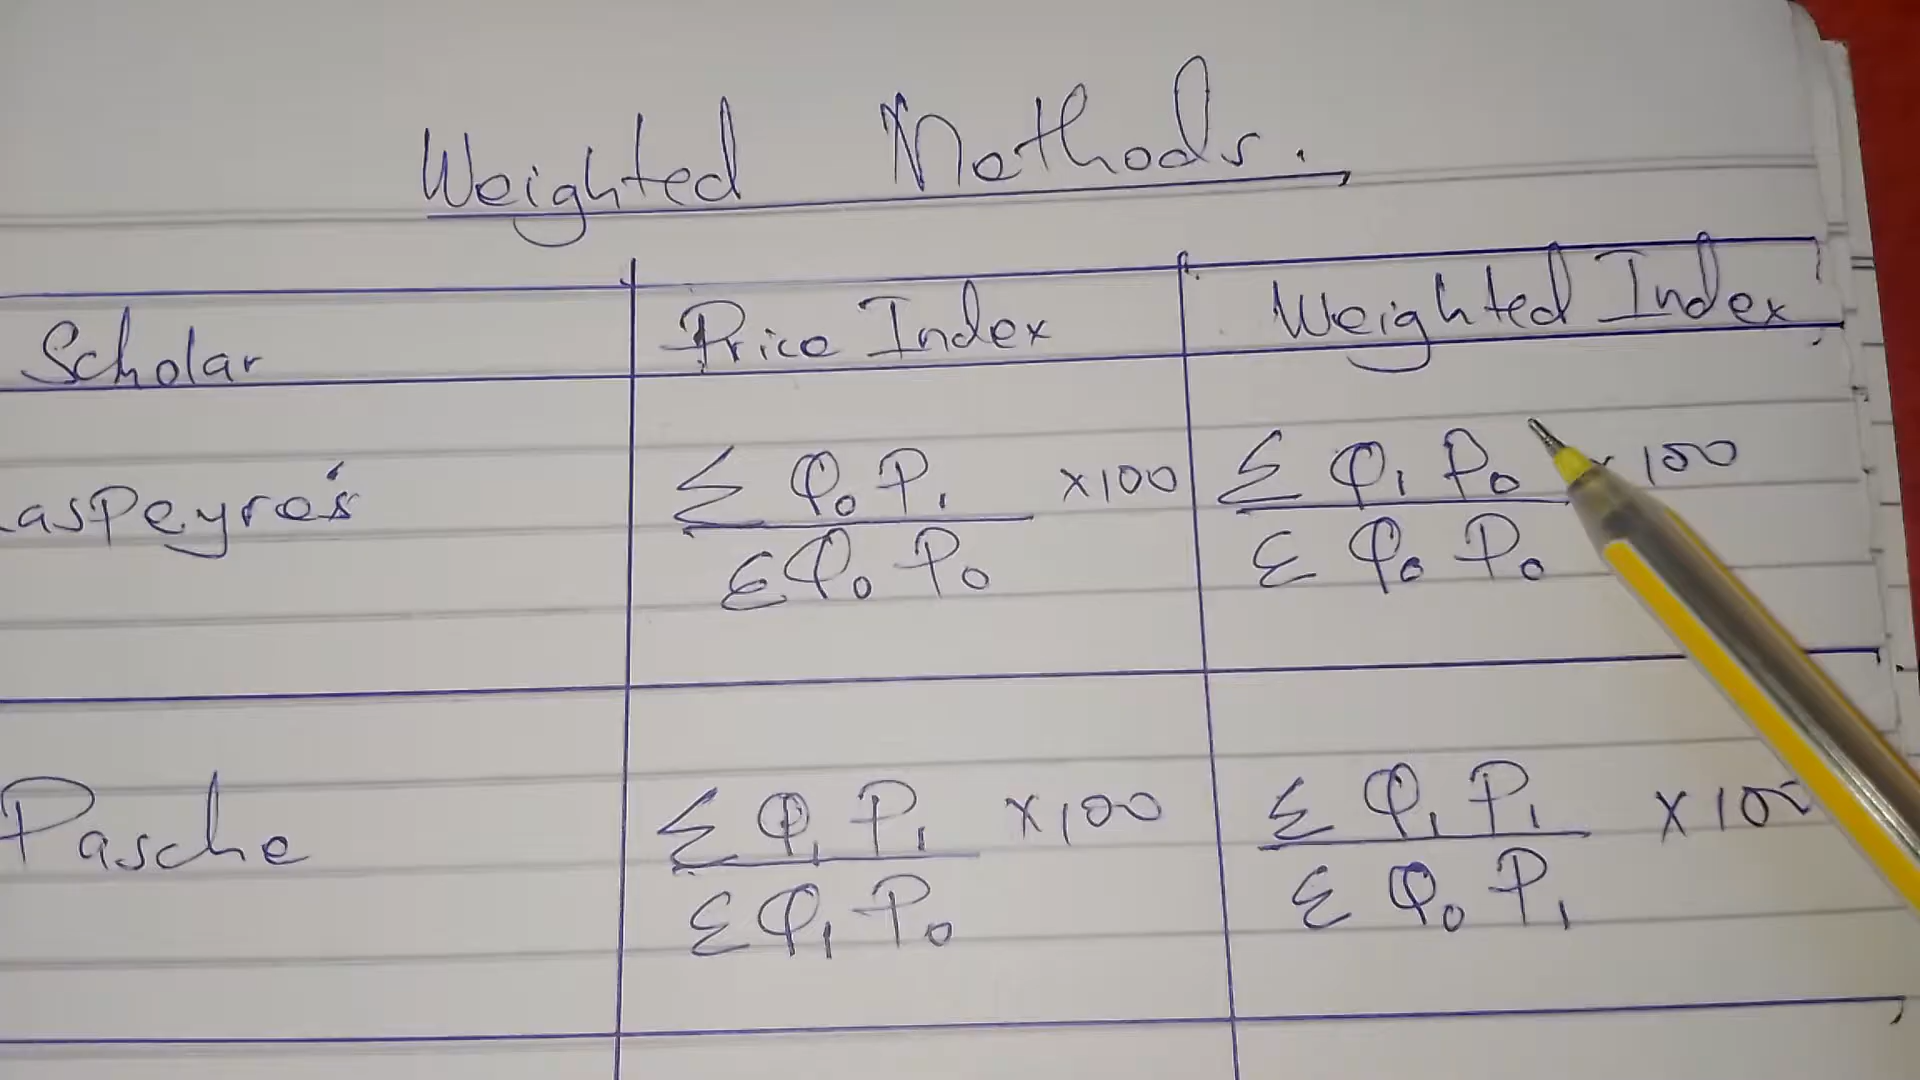 Weighted Methods.
Scholar Price Index Weighted Index
Laspeyre's Σ Q₀ P₁ ×100 Σ Q₁ P₀ × 100
Σ Q₀ P₀ Σ Q₀ P₀
Pasche Σ Q₁ P₁ ×100 Σ Q₁ P₁ ×100
Σ Q₁ P₀ Σ Q₀ P₁